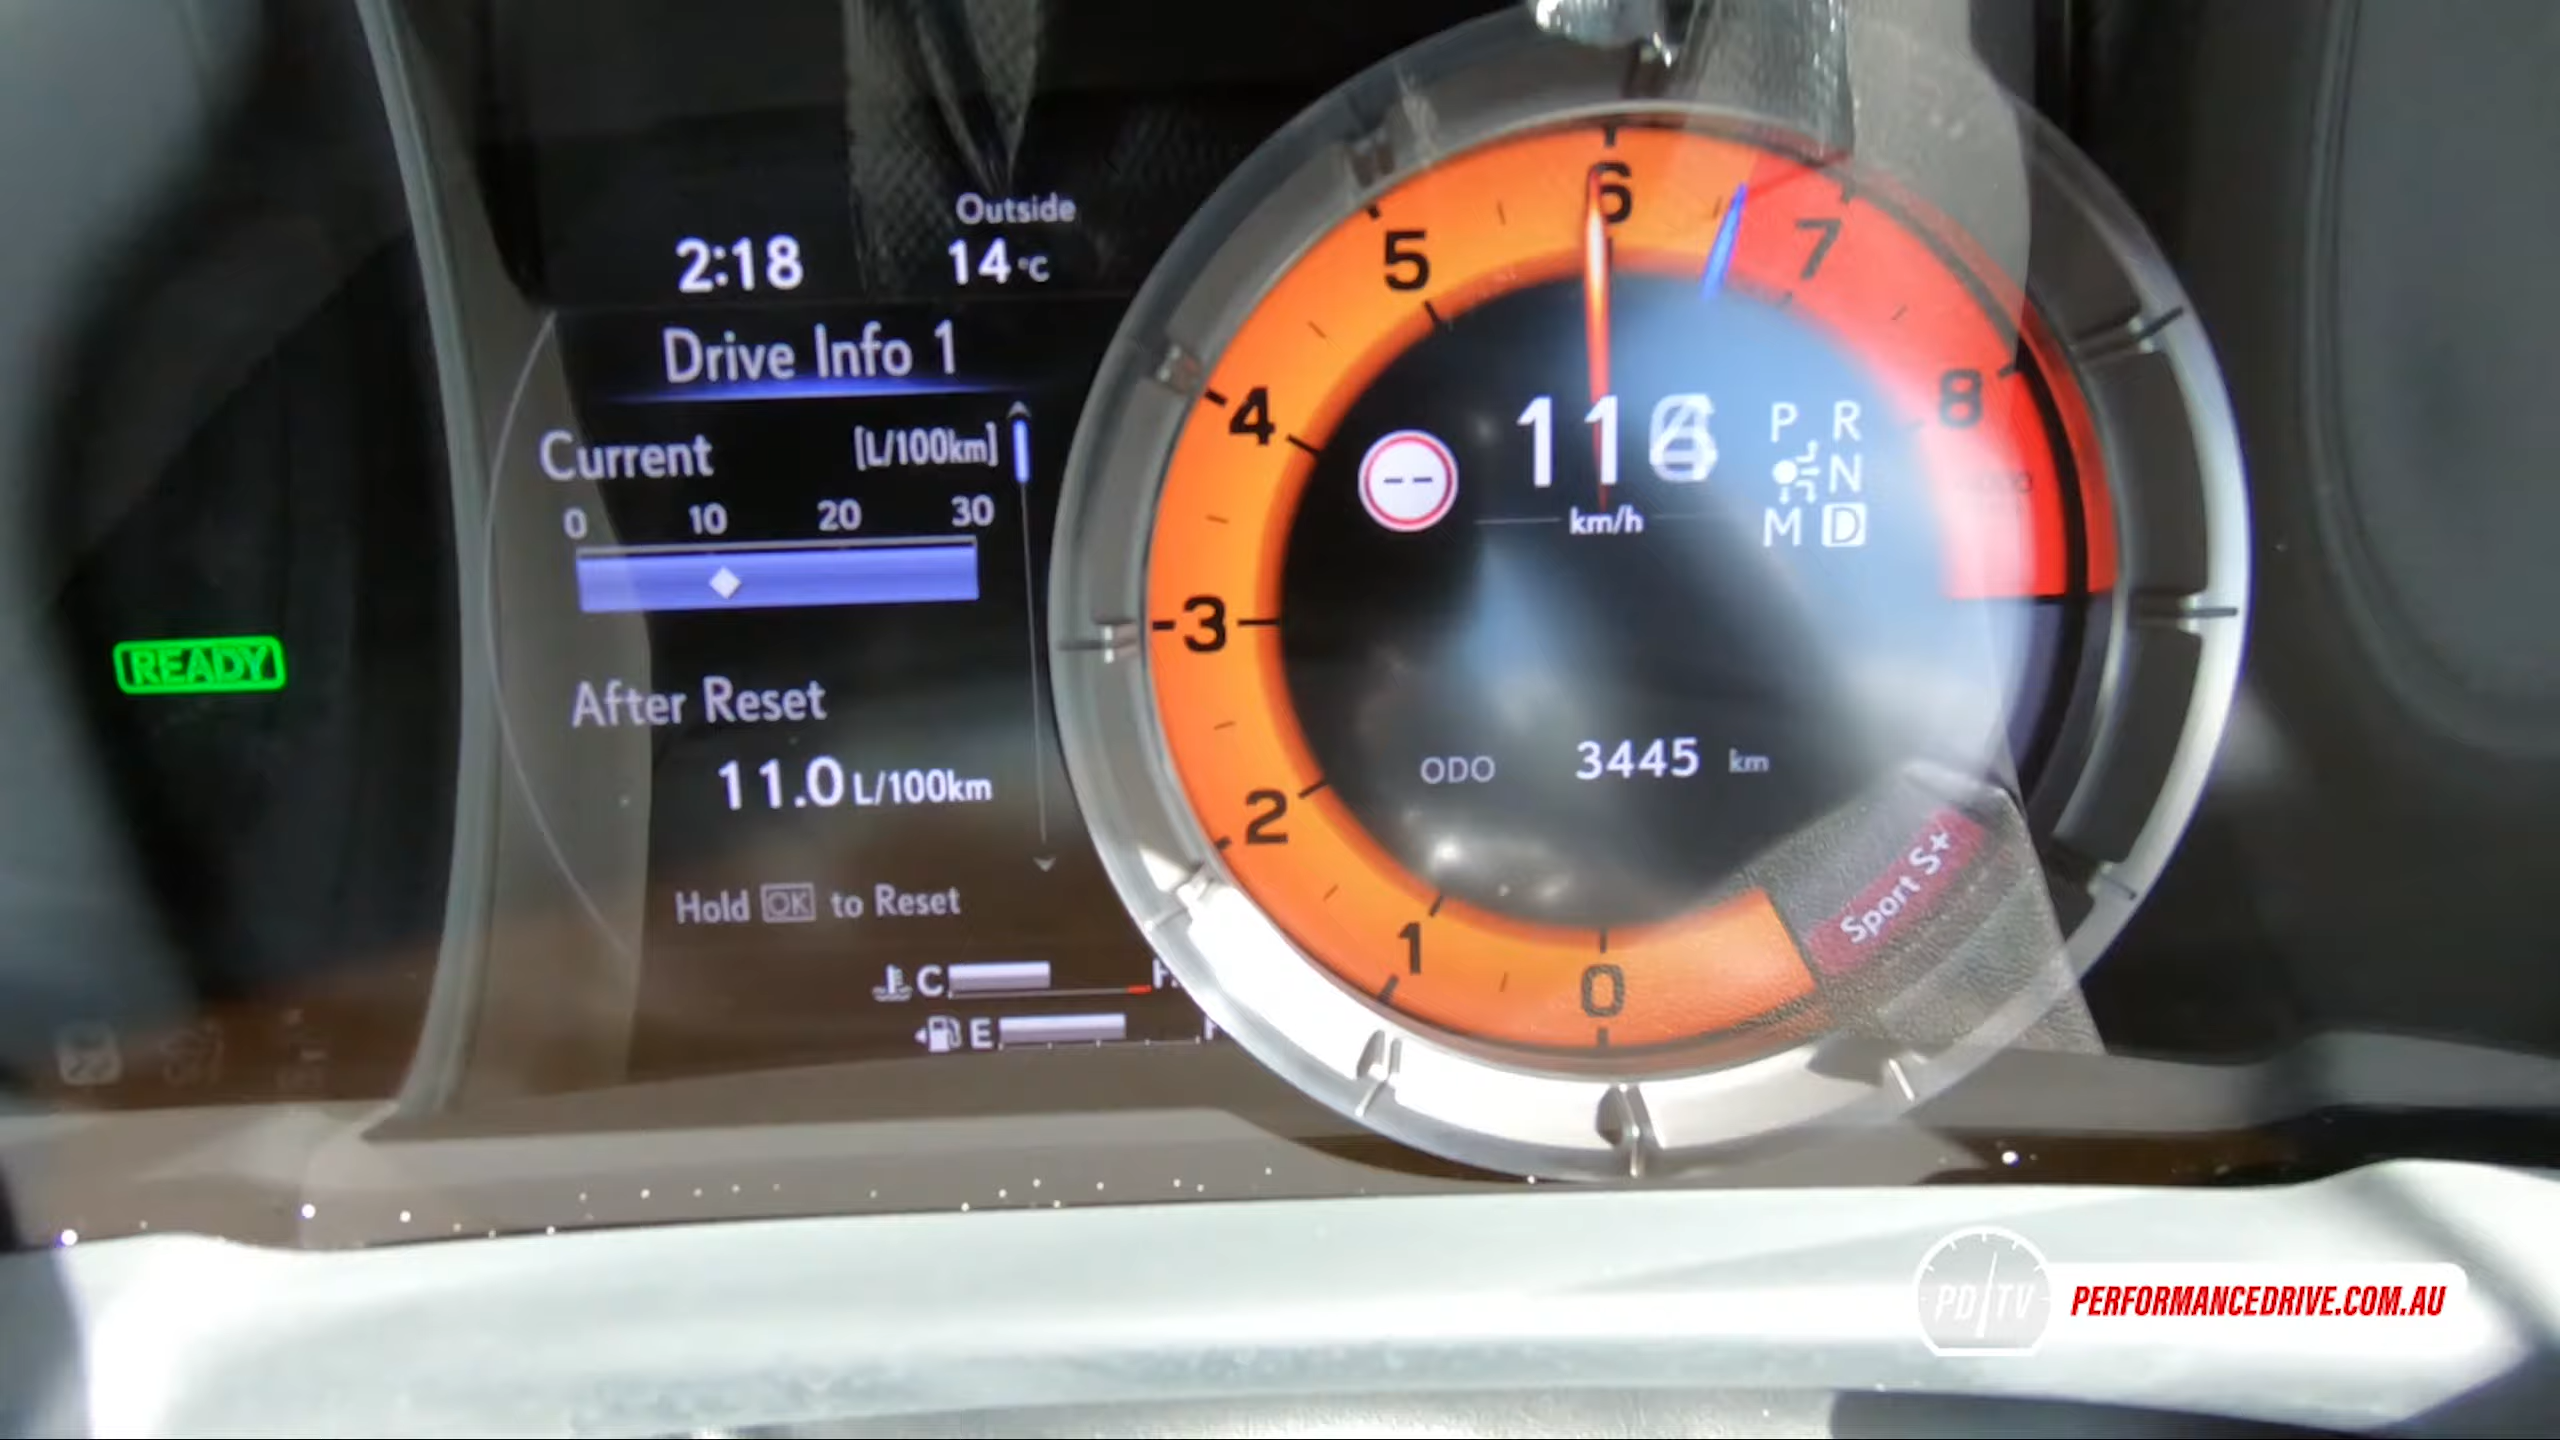 Outside
2:18 14°C
Drive Info 1
Current [L/100km]
0 10 20 30
READY
After Reset
11.0 L/100km
Hold OK to Reset
C
E
0
1
2
3
4
5
6
7
8
--
km/h
P R
N
M D
ODO 3445 km
Sport S+
PD TV
PERFORMANCEDRIVE.COM.AU